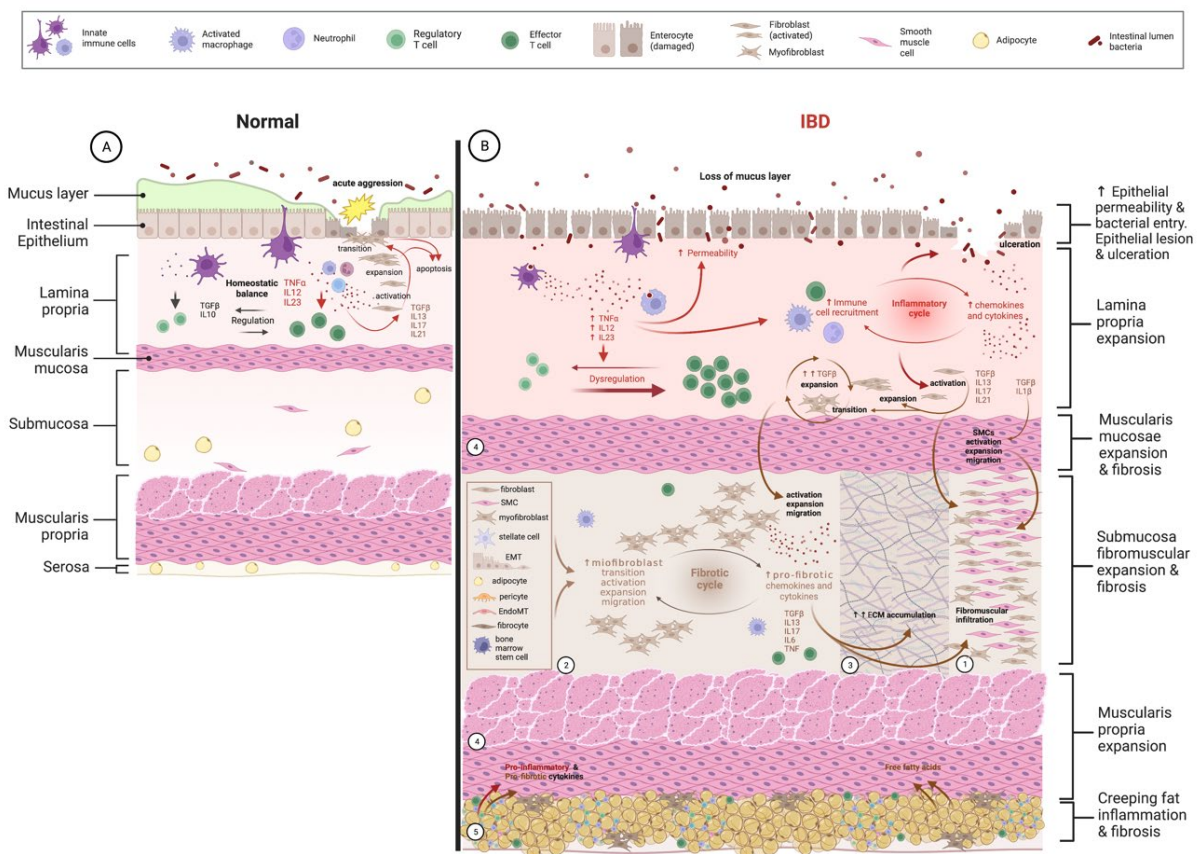 Innate
immune cells
Activated
macrophage
Neutrophil
Regulatory
T cell
Effector
T cell
Enterocyte
(damaged)
Fibroblast
(activated)
Myofibroblast
Smooth
muscle
cell
Adipocyte
Intestinal lumen
bacteria
A
Normal
Mucus layer
Intestinal
Epithelium
Lamina
propria
Muscularis
mucosa
Submucosa
Muscularis
propria
Serosa
acute aggression
transition
expansion
apoptosis
activation
Homeostatic
balance
TNFα
IL12
IL23
TGFβ
IL10
Regulation
TGFβ
IL13
IL17
IL21
B
IBD
Loss of mucus layer
ulceration
↑ Permeability
↑ TNFα
↑ IL12
↑ IL23
Dysregulation
↑ Immune
cell recruitment
Inflammatory
cycle
↑ chemokines
and cytokines
↑ ↑ TGFβ
expansion
transition
expansion
activation
TGFβ
IL13
IL17
IL21
TGFβ
IL1β
4
SMCs
activation
expansion
migration
fibroblast
SMC
myofibroblast
stellate cell
EMT
adipocyte
pericyte
EndoMT
fibrocyte
bone
marrow
stem cell
2
↑ miofibroblast
transition
activation
expansion
migration
Fibrotic
cycle
activation
expansion
migration
↑ pro-fibrotic
chemokines and
cytokines
TGFβ
IL13
IL17
IL6
TNF
↑ ↑ ECM accumulation
3
Fibromuscular
infiltration
1
4
Pro-inflammatory &
Pro-fibrotic cytokines
Free fatty acids
5
↑ Epithelial
permeability &
bacterial entry.
Epithelial lesion
& ulceration
Lamina
propria
expansion
Muscularis
mucosae
expansion
& fibrosis
Submucosa
fibromuscular
expansion &
fibrosis
Muscularis
propria
expansion
Creeping fat
inflammation
& fibrosis